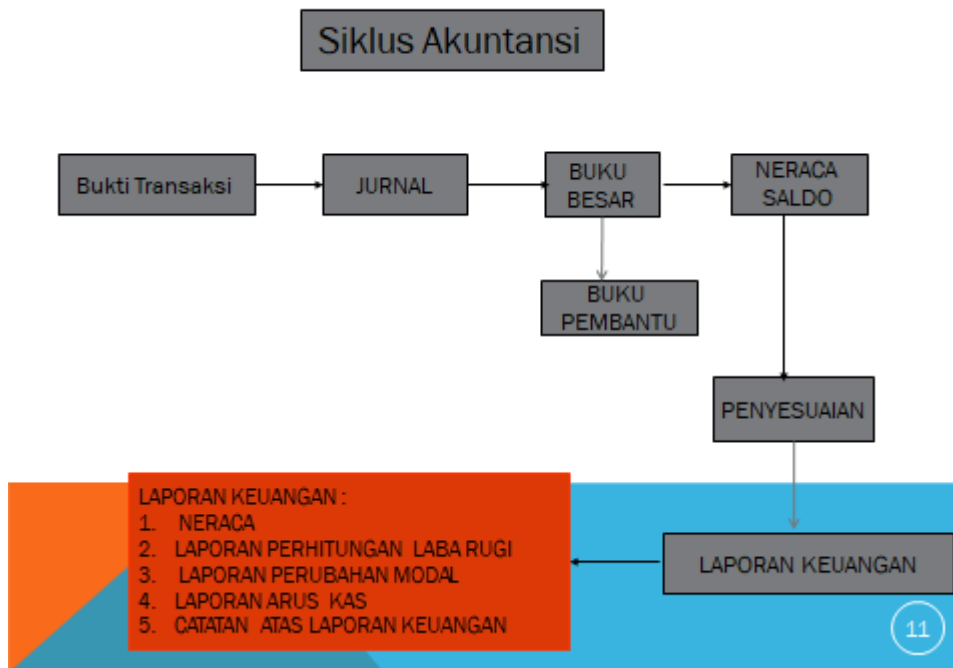 Siklus Akuntansi
Bukti Transaksi
JURNAL
BUKU
BESAR
NERACA
SALDO
BUKU
PEMBANTU
PENYESUAIAN
LAPORAN KEUANGAN
LAPORAN KEUANGAN :
1. NERACA
2. LAPORAN PERHITUNGAN LABA RUGI
3. LAPORAN PERUBAHAN MODAL
4. LAPORAN ARUS KAS
5. CATATAN ATAS LAPORAN KEUANGAN
11